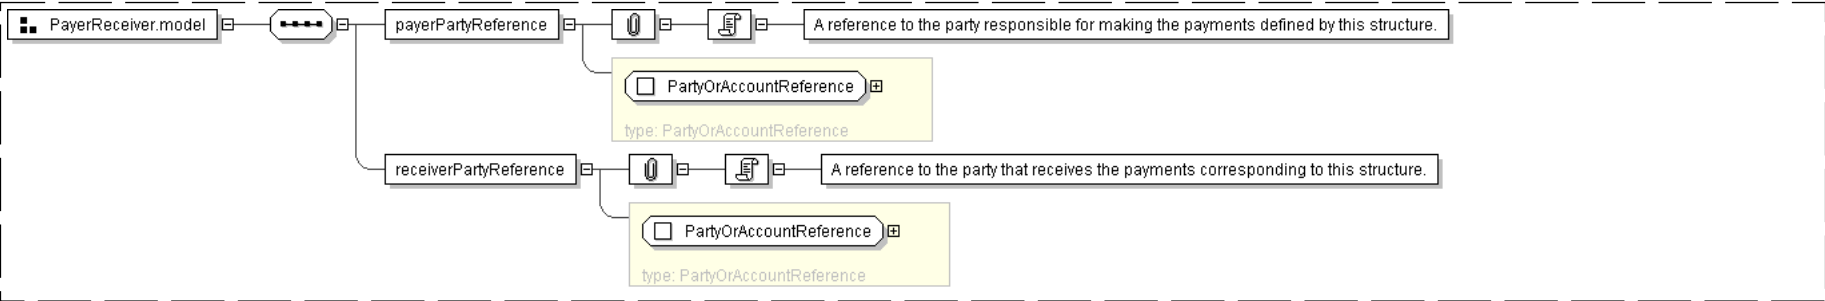 PayerReceiver.model
payerPartyReference
A reference to the party responsible for making the payments defined by this structure.
PartyOrAccountReference
type: PartyOrAccountReference
receiverPartyReference
A reference to the party that receives the payments corresponding to this structure.
PartyOrAccountReference
type: PartyOrAccountReference